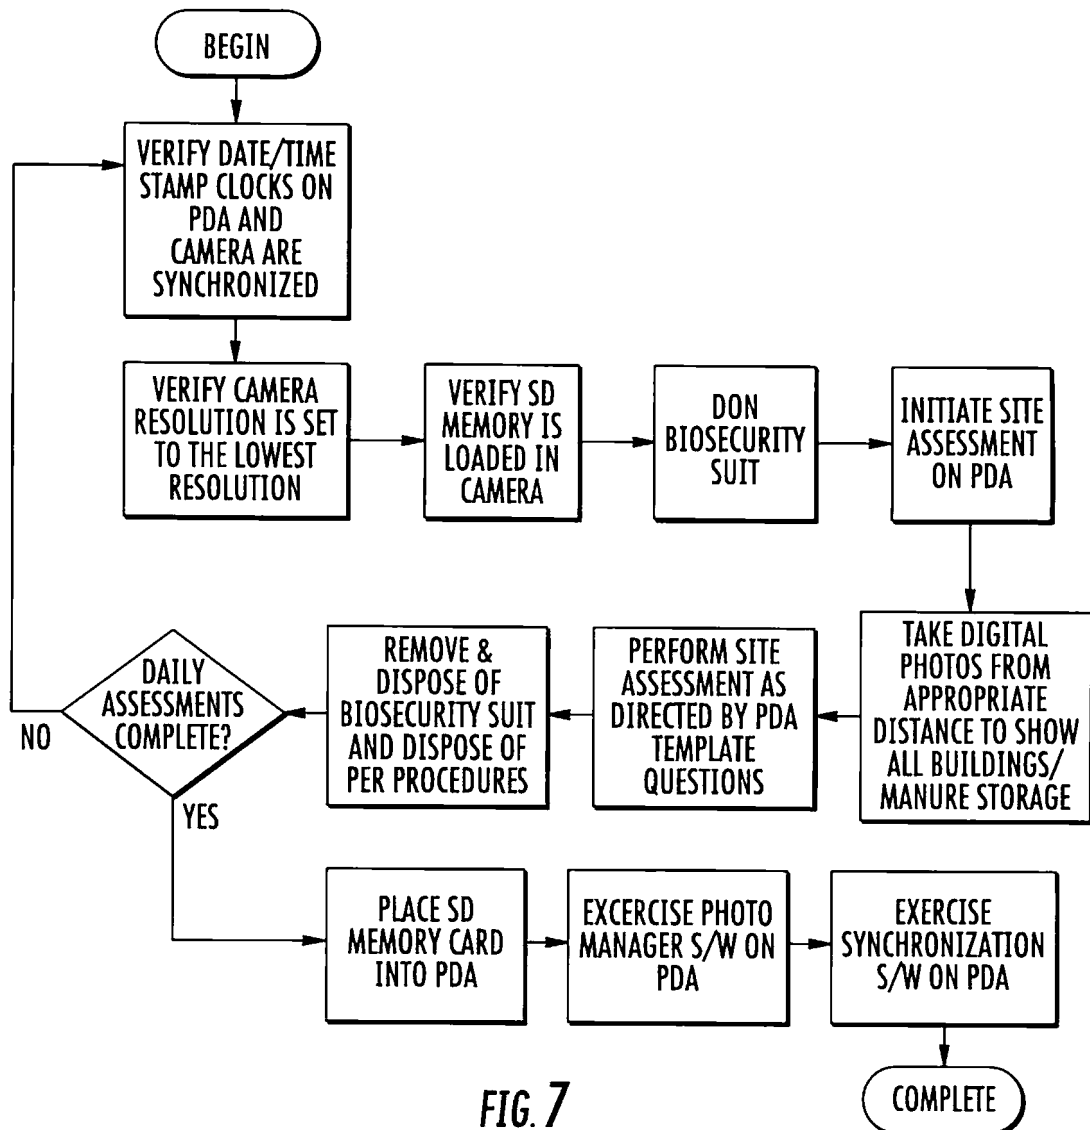 BEGIN
VERIFY DATE/TIME
STAMP CLOCKS ON
PDA AND
CAMERA ARE
SYNCHRONIZED
VERIFY CAMERA
RESOLUTION IS SET
TO THE LOWEST
RESOLUTION
VERIFY SD
MEMORY IS
LOADED IN
CAMERA
DON
BIOSECURITY
SUIT
INITIATE SITE
ASSESSMENT
ON PDA
TAKE DIGITAL
PHOTOS FROM
APPROPRIATE
DISTANCE TO SHOW
ALL BUILDINGS/
MANURE STORAGE
PERFORM SITE
ASSESSMENT AS
DIRECTED BY PDA
TEMPLATE
QUESTIONS
REMOVE &
DISPOSE OF
BIOSECURITY SUIT
AND DISPOSE OF
PER PROCEDURES
DAILY
ASSESSMENTS
COMPLETE?
NO
YES
PLACE SD
MEMORY CARD
INTO PDA
EXCERCISE PHOTO
MANAGER S/W ON
PDA
EXERCISE
SYNCHRONIZATION
S/W ON PDA
COMPLETE
FIG. 7